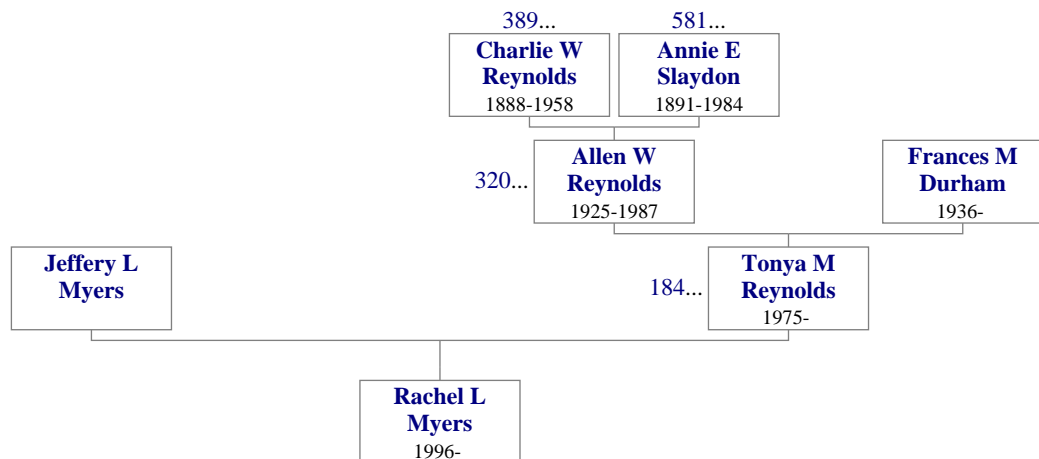 389...
581...
Charlie W
Reynolds
1888-1958
Annie E
Slaydon
1891-1984
320...
Allen W
Reynolds
1925-1987
Frances M
Durham
1936-
Jeffery L
Myers
184...
Tonya M
Reynolds
1975-
Rachel L
Myers
1996-